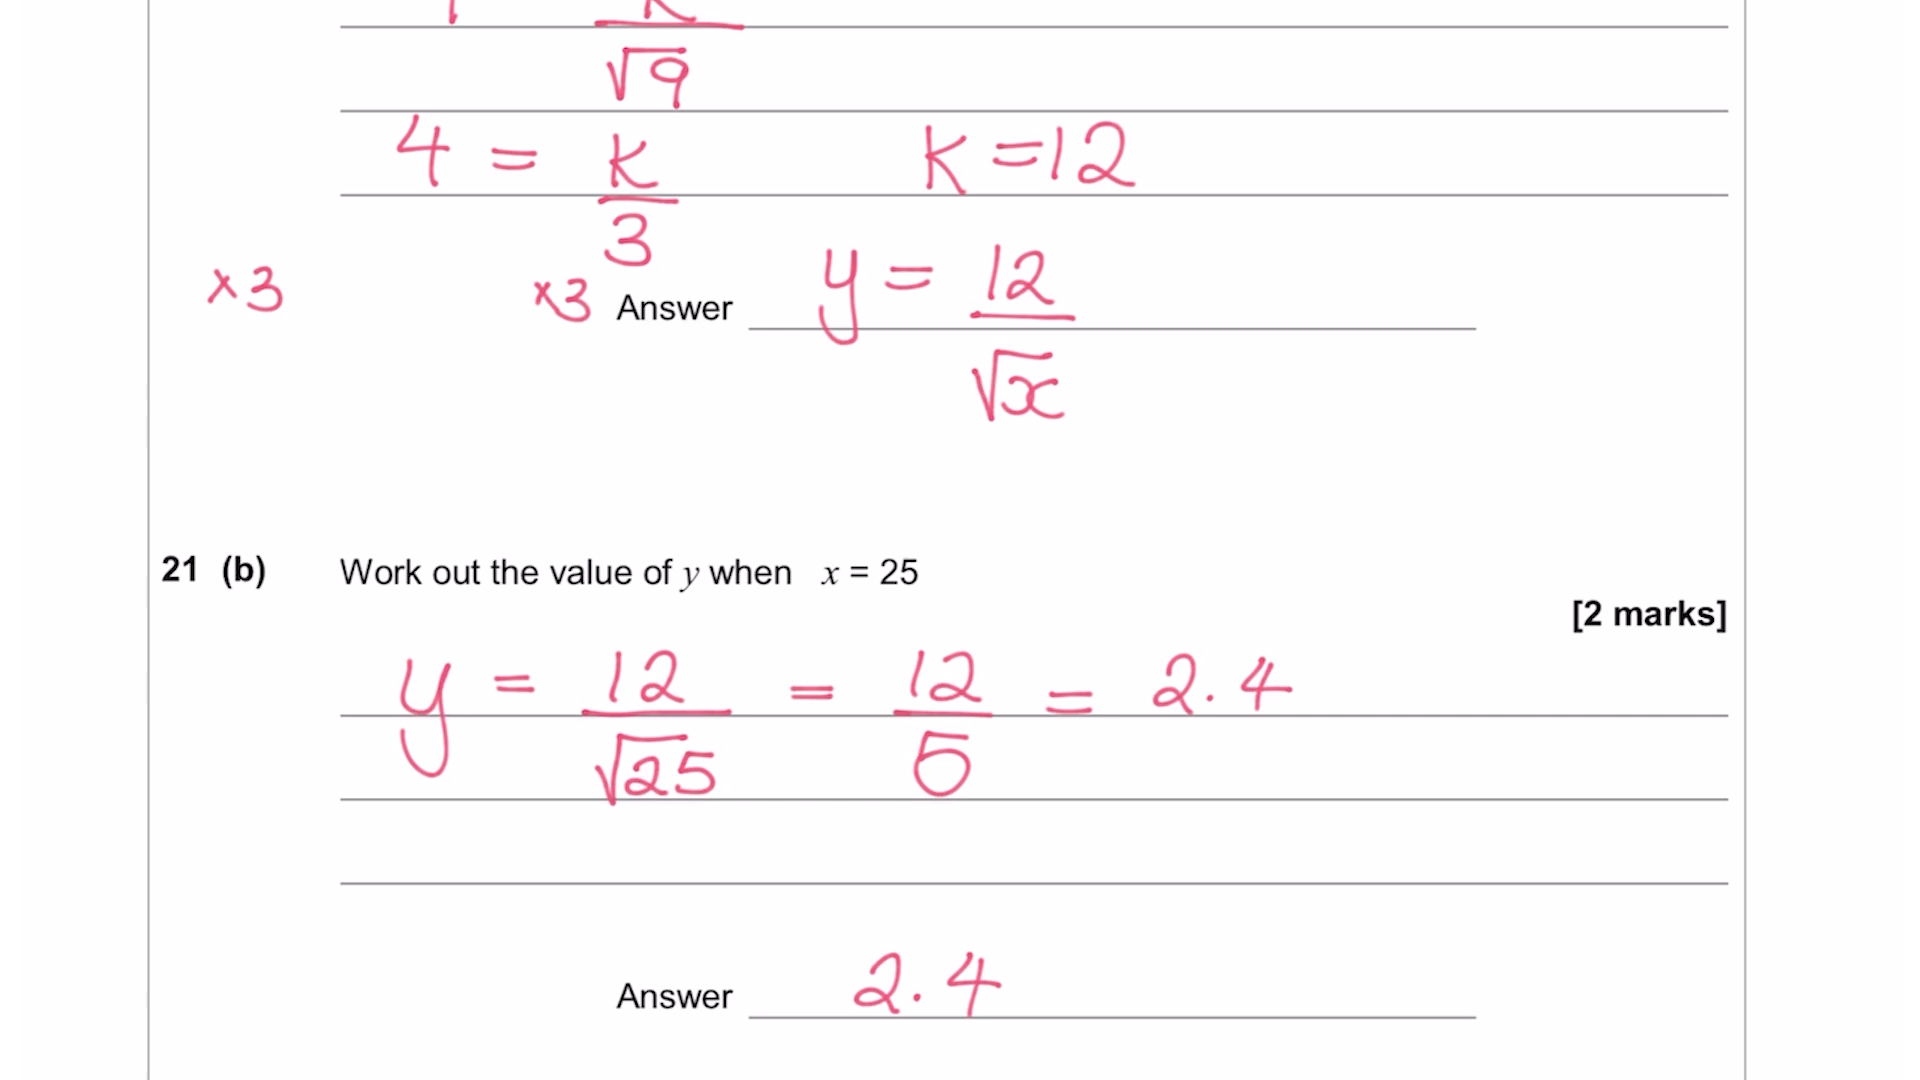 √9
4 = k/3 k = 12
×3 ×3 Answer y = 12/√x
21 (b) Work out the value of y when x = 25
[2 marks]
y = 12/√25 = 12/5 = 2.4
Answer 2.4